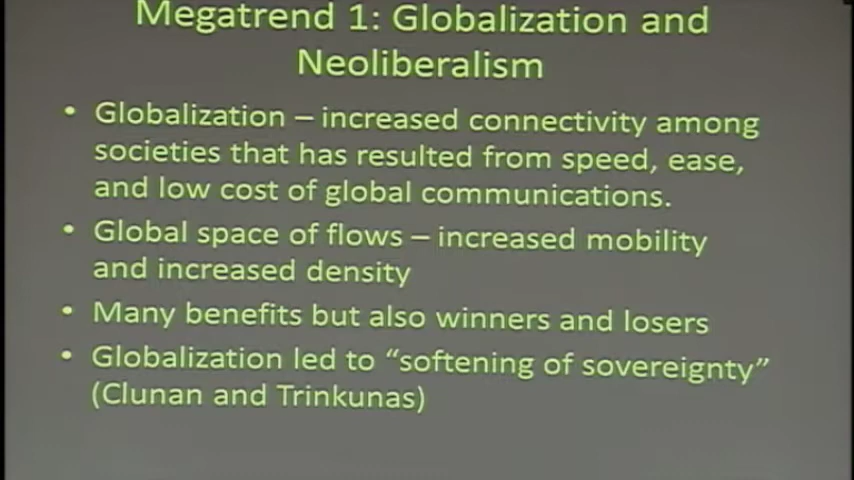 Megatrend 1: Globalization and
Neoliberalism
• Globalization – increased connectivity among
societies that has resulted from speed, ease,
and low cost of global communications.
• Global space of flows – increased mobility
and increased density
• Many benefits but also winners and losers
• Globalization led to “softening of sovereignty”
(Clunan and Trinkunas)